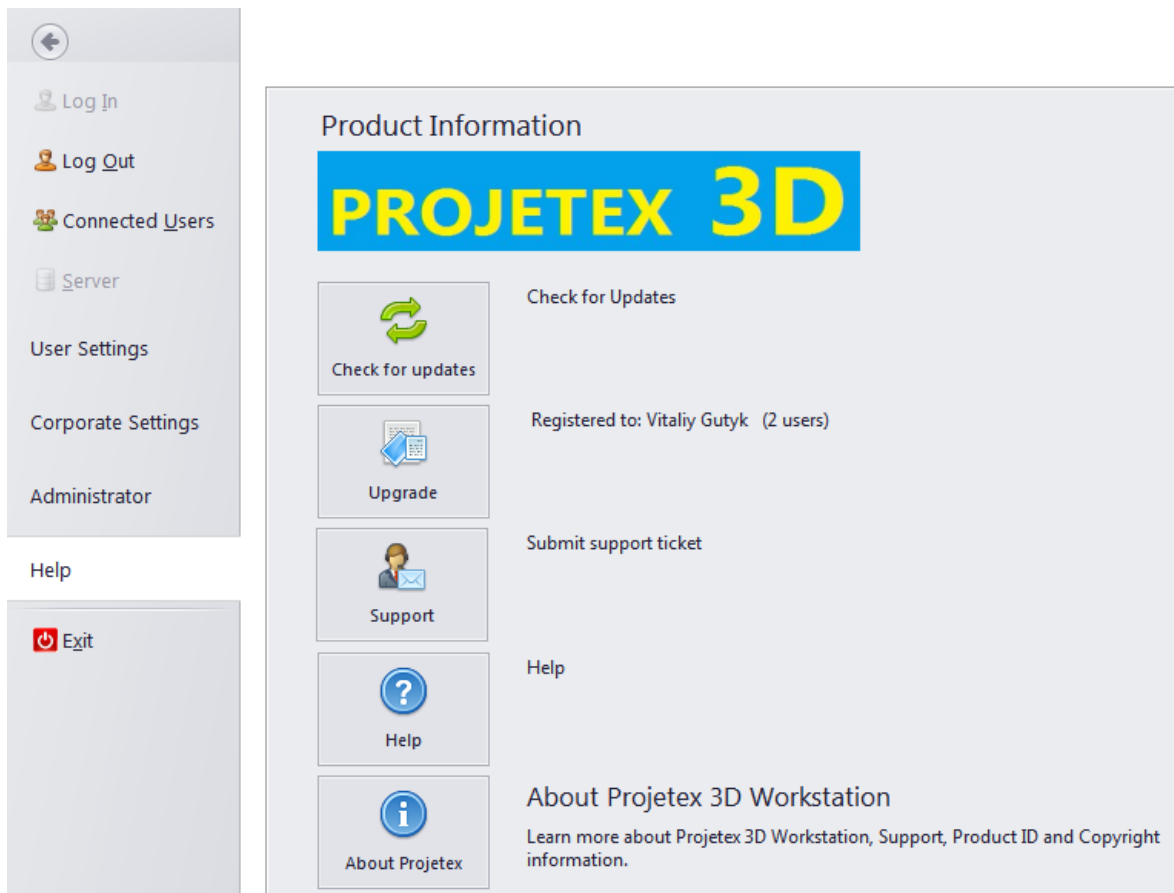 Log In
Log Out
Connected Users
Server
User Settings
Corporate Settings
Administrator
Help
Exit
Product Information
PROJETEX 3D
Check for updates
Check for Updates
Upgrade
Registered to: Vitaliy Gutyk (2 users)
Support
Submit support ticket
Help
Help
About Projetex
About Projetex 3D Workstation
Learn more about Projetex 3D Workstation, Support, Product ID and Copyright
information.